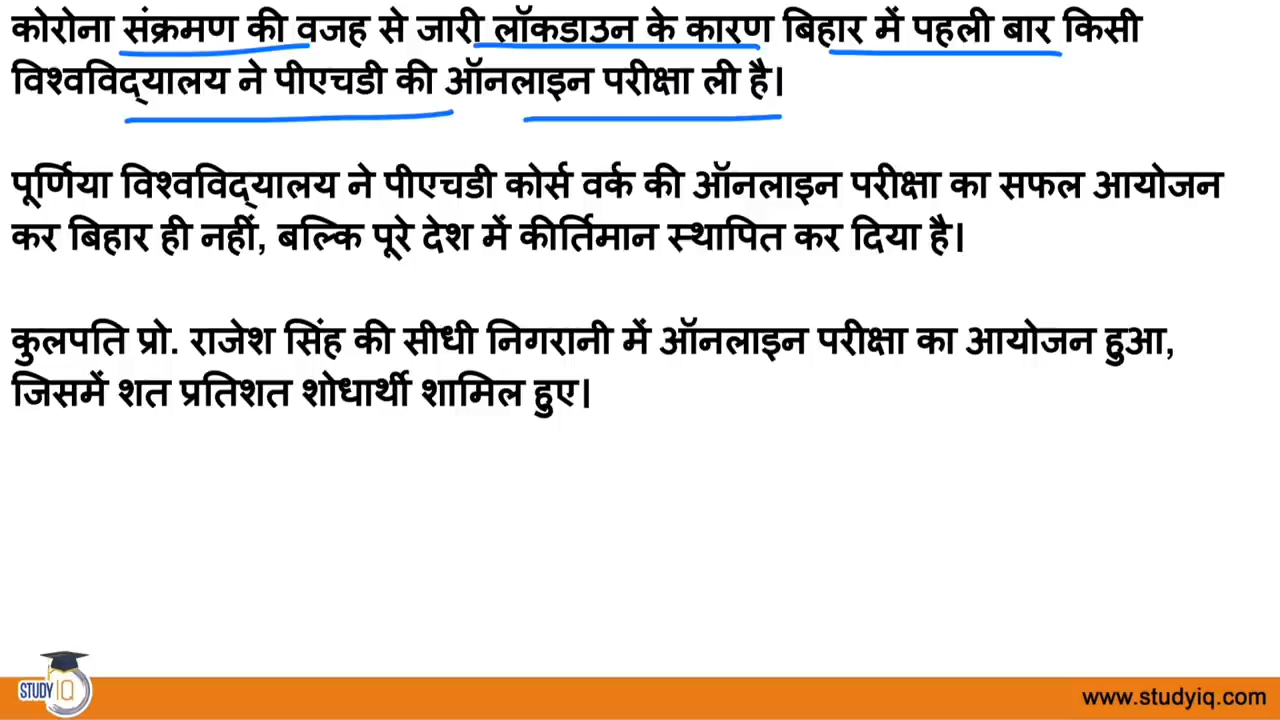 कोरोना संक्रमण की वजह से जारी लॉकडाउन के कारण बिहार में पहली बार किसी
विश्वविद्यालय ने पीएचडी की ऑनलाइन परीक्षा ली है।
पूर्णिया विश्वविद्यालय ने पीएचडी कोर्स वर्क की ऑनलाइन परीक्षा का सफल आयोजन
कर बिहार ही नहीं, बल्कि पूरे देश में कीर्तिमान स्थापित कर दिया है।
कुलपति प्रो. राजेश सिंह की सीधी निगरानी में ऑनलाइन परीक्षा का आयोजन हुआ,
जिसमें शत प्रतिशत शोधार्थी शामिल हुए।
STUDY IQ
www.studyiq.com